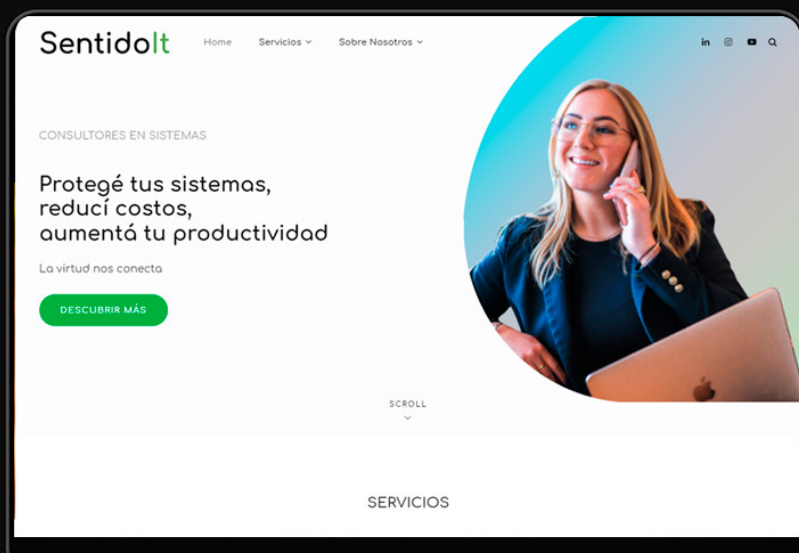 SentidoIt
Home Servicios Sobre Nosotros
in
CONSULTORES EN SISTEMAS
Protegé tus sistemas,
reducí costos,
aumentá tu productividad
La virtud nos conecta
DESCUBRIR MÁS
SCROLL
SERVICIOS